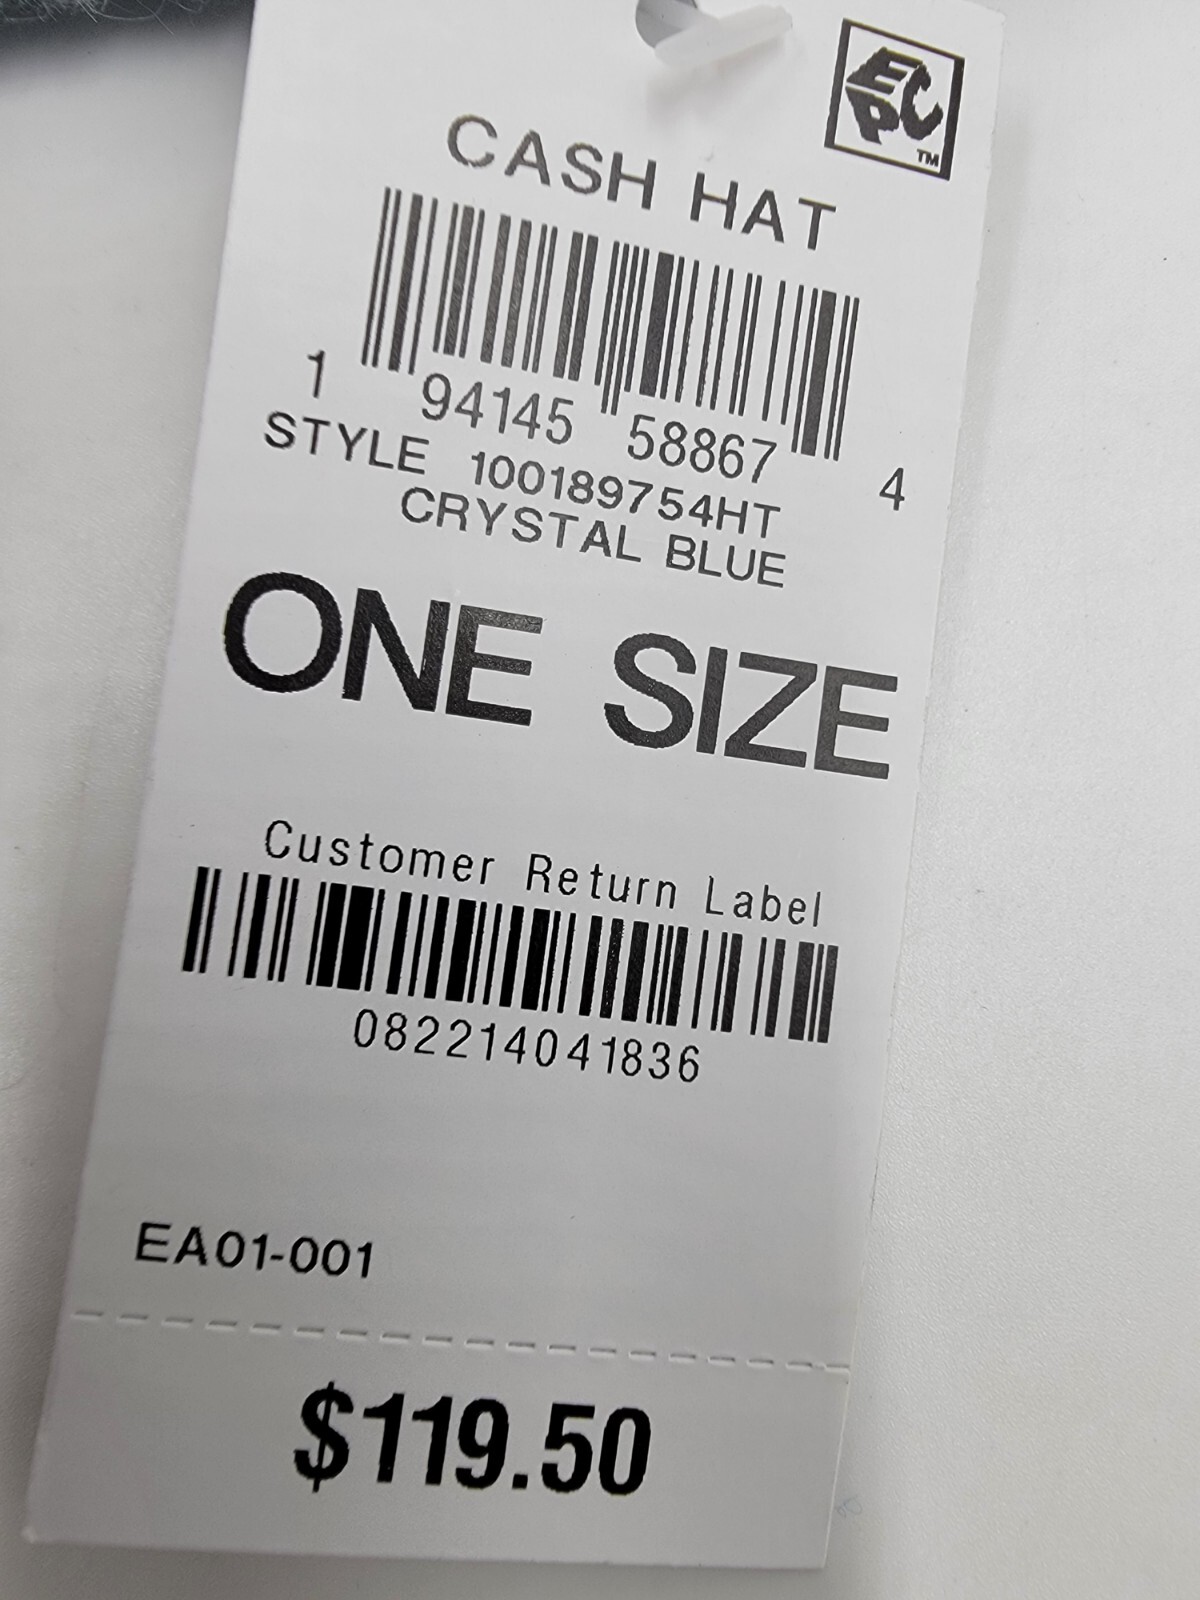 EPC
TM
CASH HAT
1 94145 58867 4
STYLE 100189754HT
CRYSTAL BLUE
ONE SIZE
Customer Return Label
082214041836
EA01-001
$119.50